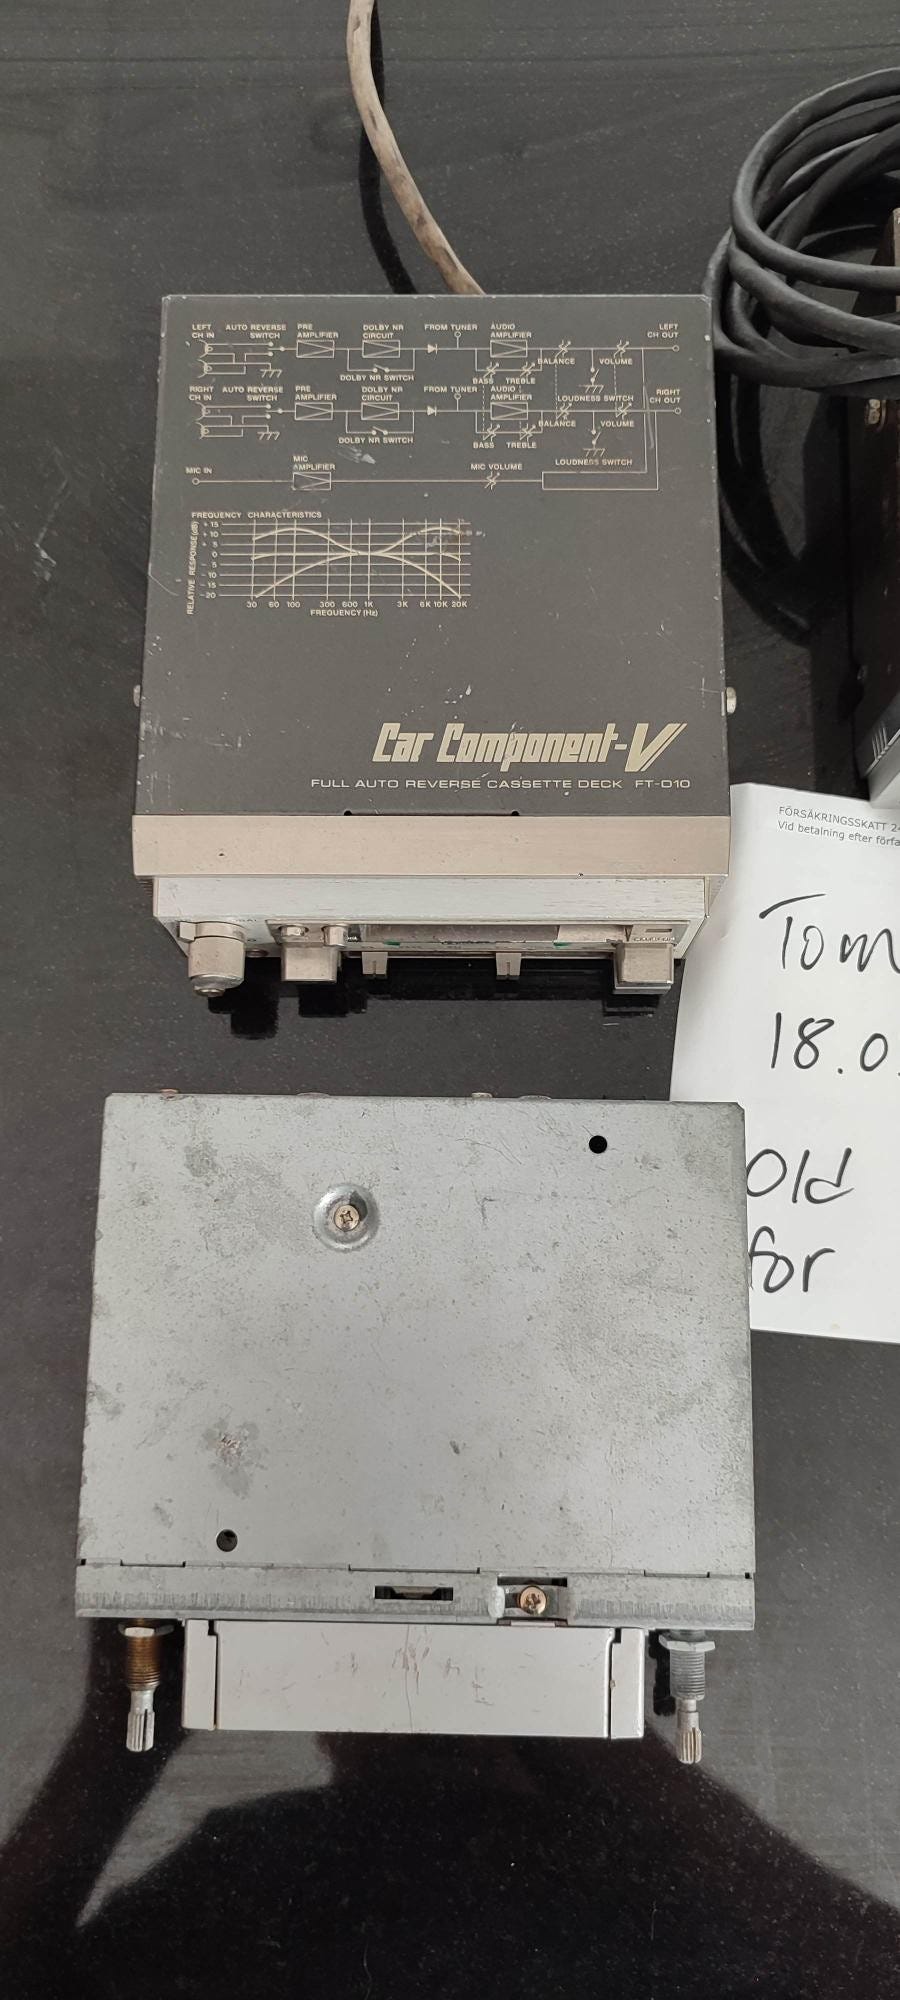 LEFT CH IN
AUTO REVERSE SWITCH
PRE AMPLIFIER
DOLBY NR CIRCUIT
FROM TUNER
AUDIO AMPLIFIER
LEFT CH OUT
BALANCE
VOLUME
DOLBY NR SWITCH
BASS TREBLE
RIGHT CH IN
AUTO REVERSE SWITCH
PRE AMPLIFIER
DOLBY NR CIRCUIT
FROM TUNER
AUDIO AMPLIFIER
LOUDNESS SWITCH
RIGHT CH OUT
BALANCE
VOLUME
DOLBY NR SWITCH
BASS TREBLE
LOUDNESS SWITCH
MIC IN
MIC AMPLIFIER
MIC VOLUME
FREQUENCY CHARACTERISTICS
RELATIVE RESPONSE (dB)
+15
+10
+5
0
-5
-10
-15
-20
30 60 100 300 600 1K 3K 6K 10K 20K
FREQUENCY (Hz)
Car Component-V
FULL AUTO REVERSE CASSETTE DECK FT-D10
FÖRSÄKRINGSSKATT
Vid betalning efter
Tom
18.0
Old
for